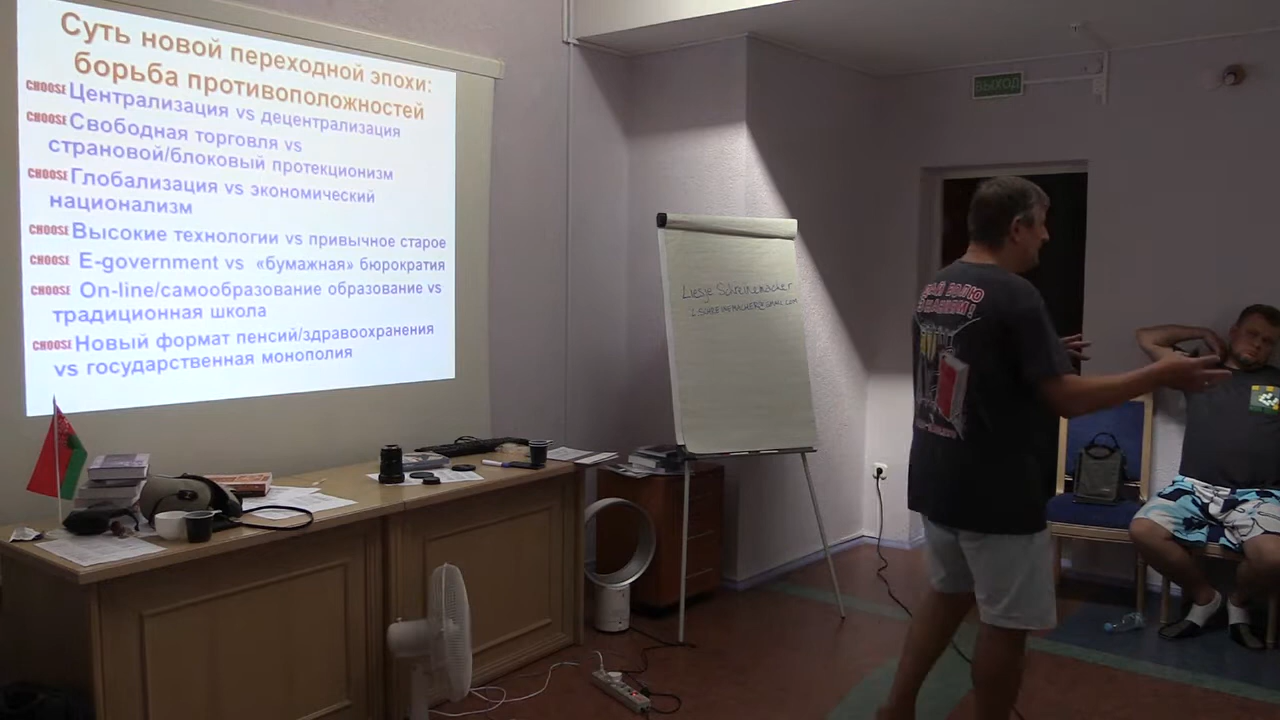 Суть новой переходной эпохи:
борьба противоположностей
CHOOSE Централизация vs децентрализация
CHOOSE Свободная торговля vs
страновой/блоковый протекционизм
CHOOSE Глобализация vs экономический
национализм
CHOOSE Высокие технологии vs привычное старое
CHOOSE E-government vs «бумажная» бюрократия
CHOOSE On-line/самообразование образование vs
традиционная школа
CHOOSE Новый формат пенсий/здравоохранения
vs государственная монополия
ВЫХОД